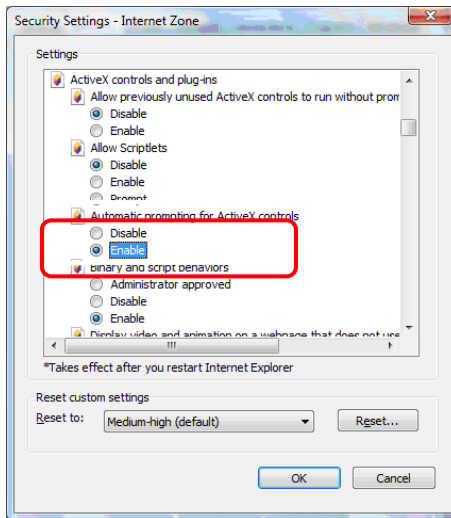 Security Settings - Internet Zone
Settings
ActiveX controls and plug-ins
Allow previously unused ActiveX controls to run without pron
Disable
Enable
Allow Scriptlets
Disable
Enable
Prompt
Automatic prompting for ActiveX controls
Disable
Enable
Binary and script behaviors
Administrator approved
Disable
Enable
Display video and animation on a webpage that does not use
*Takes effect after you restart Internet Explorer
Reset custom settings
Reset to: Medium-high (default) Reset...
OK Cancel